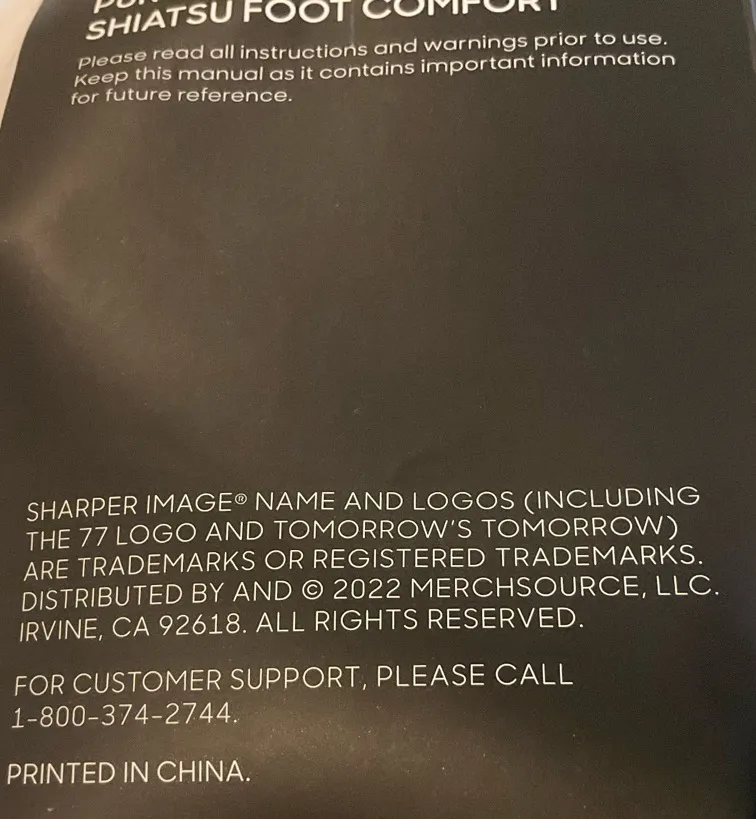 SHIATSU FOOT COMFORT
Please read all instructions and warnings prior to use.
Keep this manual as it contains important information
for future reference.
SHARPER IMAGE® NAME AND LOGOS (INCLUDING
THE 77 LOGO AND TOMORROW'S TOMORROW)
ARE TRADEMARKS OR REGISTERED TRADEMARKS.
DISTRIBUTED BY AND © 2022 MERCHSOURCE, LLC.
IRVINE, CA 92618. ALL RIGHTS RESERVED.
FOR CUSTOMER SUPPORT, PLEASE CALL
1-800-374-2744.
PRINTED IN CHINA.